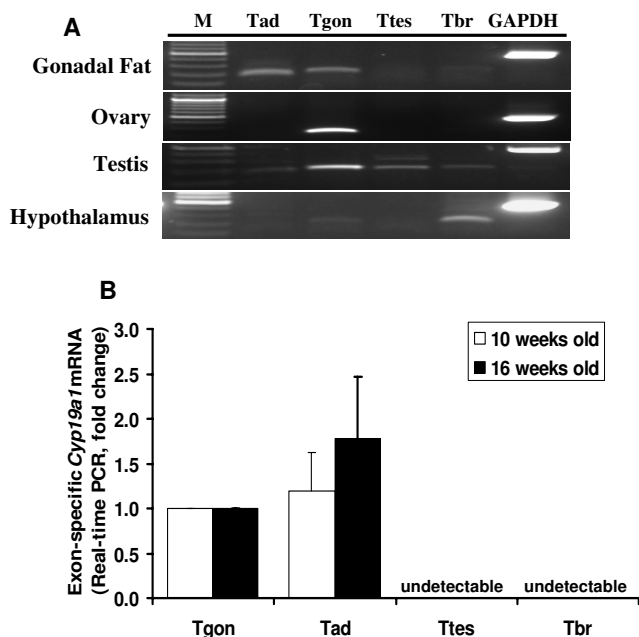 A
M Tad Tgon Ttes Tbr GAPDH
Gonadal Fat
Ovary
Testis
Hypothalamus
B
Exon-specific Cyp19a1 mRNA
(Real-time PCR, fold change)
3.0
2.5
2.0
1.5
1.0
0.5
0.0
10 weeks old
16 weeks old
undetectable undetectable
Tgon Tad Ttes Tbr